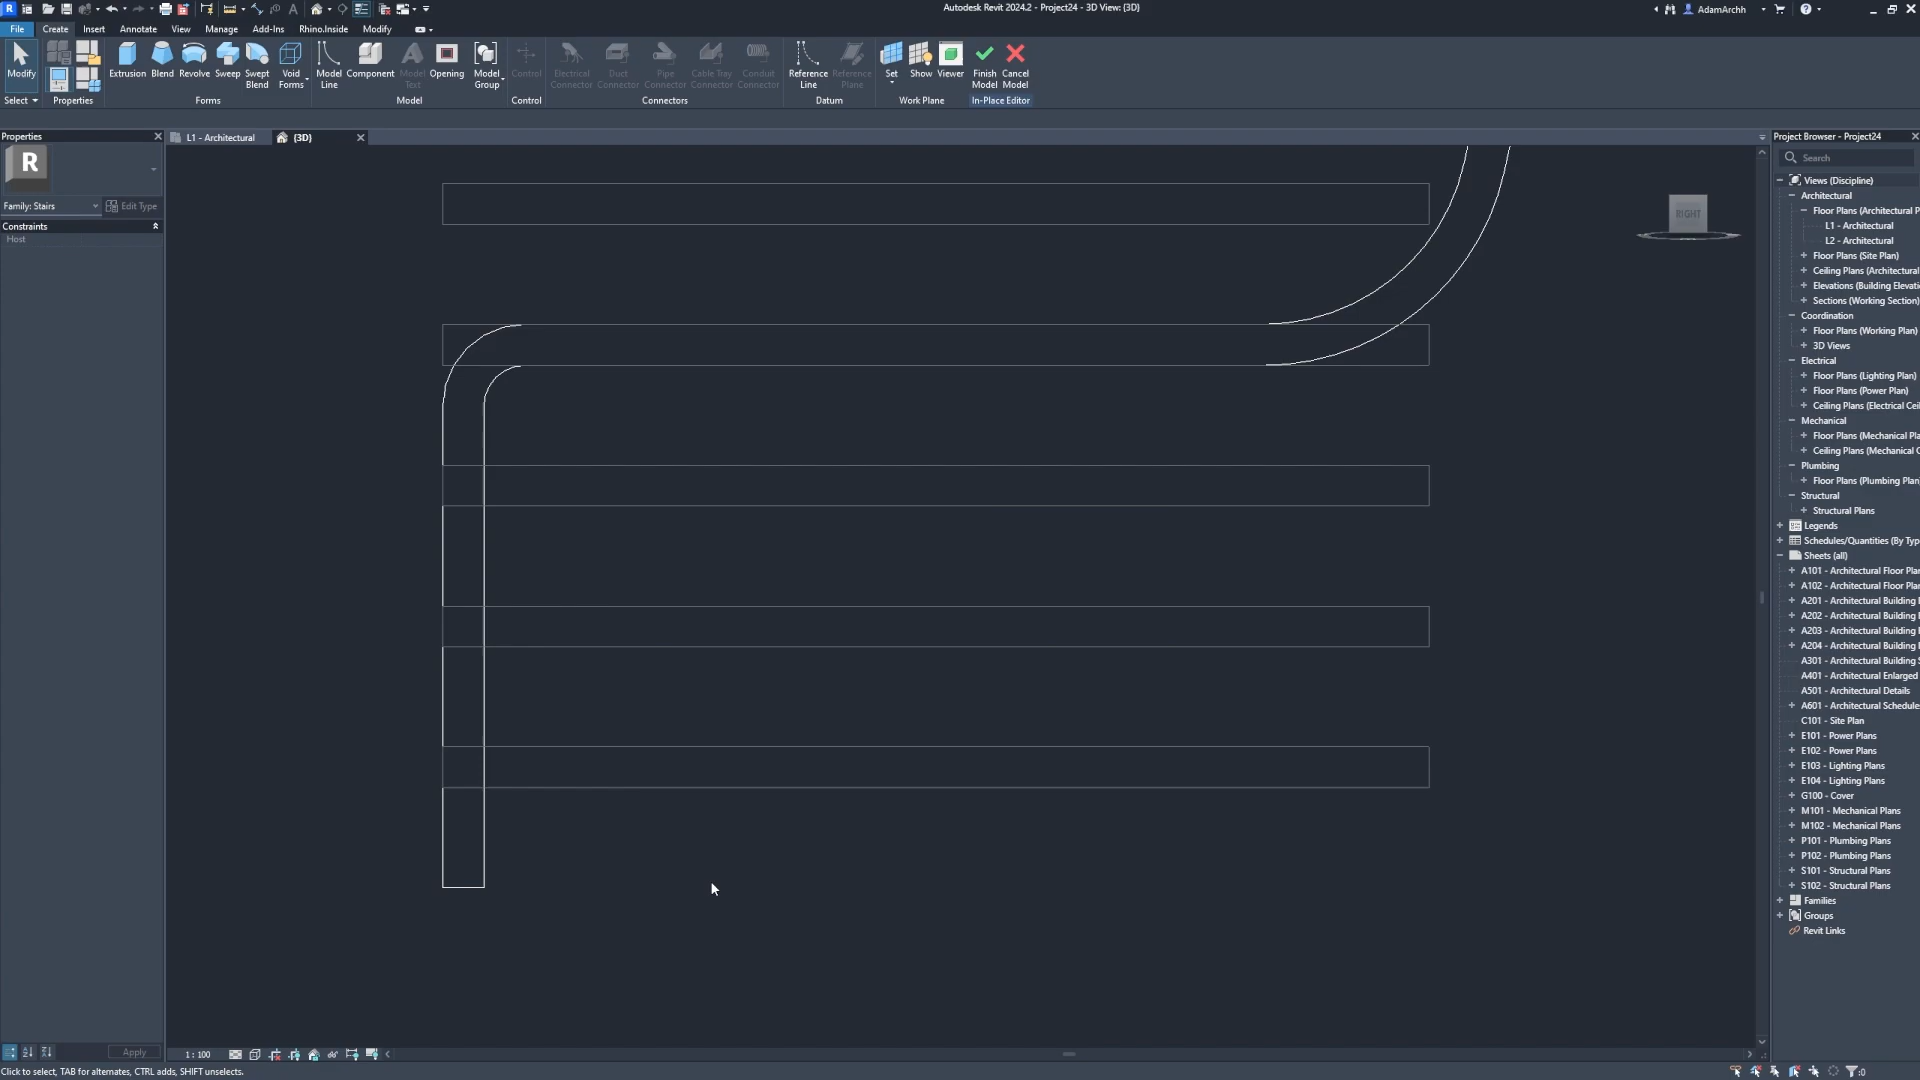 Autodesk Revit 2024.2 - Project24 - 3D View: {3D}
AdamArchh
File Create Insert Annotate View Manage Add-Ins Rhino.Inside Modify
Modify
Extrusion Blend Revolve Sweep Swept Blend Void Forms
Model Line Component Model Text Opening Model Group
Control
Electrical Connector Duct Connector Pipe Connector Cable Tray Connector Conduit Connector
Reference Line Reference Plane
Set Show Viewer
Finish Model Cancel Model
Select Properties Forms Model Control Connectors Datum Work Plane In-Place Editor
Properties
L1 - Architectural
{3D}
R
Family: Stairs
Edit Type
Constraints
Host
RIGHT
Project Browser - Project24
Search
Views (Discipline)
Architectural
Floor Plans (Architectural P
L1 - Architectural
L2 - Architectural
Floor Plans (Site Plan)
Ceiling Plans (Architectural
Elevations (Building Elevati
Sections (Working Section)
Coordination
Floor Plans (Working Plan)
3D Views
Electrical
Floor Plans (Lighting Plan)
Floor Plans (Power Plan)
Ceiling Plans (Electrical Cei
Mechanical
Floor Plans (Mechanical Pla
Ceiling Plans (Mechanical C
Plumbing
Floor Plans (Plumbing Plan
Structural
Structural Plans
Legends
Schedules/Quantities (By Typ
Sheets (all)
A101 - Architectural Floor Plan
A102 - Architectural Floor Plan
A201 - Architectural Building E
A202 - Architectural Building E
A203 - Architectural Building E
A204 - Architectural Building E
A301 - Architectural Building S
A401 - Architectural Enlarged
A501 - Architectural Details
A601 - Architectural Schedules
C101 - Site Plan
E101 - Power Plans
E102 - Power Plans
E103 - Lighting Plans
E104 - Lighting Plans
G100 - Cover
M101 - Mechanical Plans
M102 - Mechanical Plans
P101 - Plumbing Plans
P102 - Plumbing Plans
S101 - Structural Plans
S102 - Structural Plans
Families
Groups
Revit Links
Apply
1 : 100
Click to select, TAB for alternates, CTRL adds, SHIFT unselects.
:0